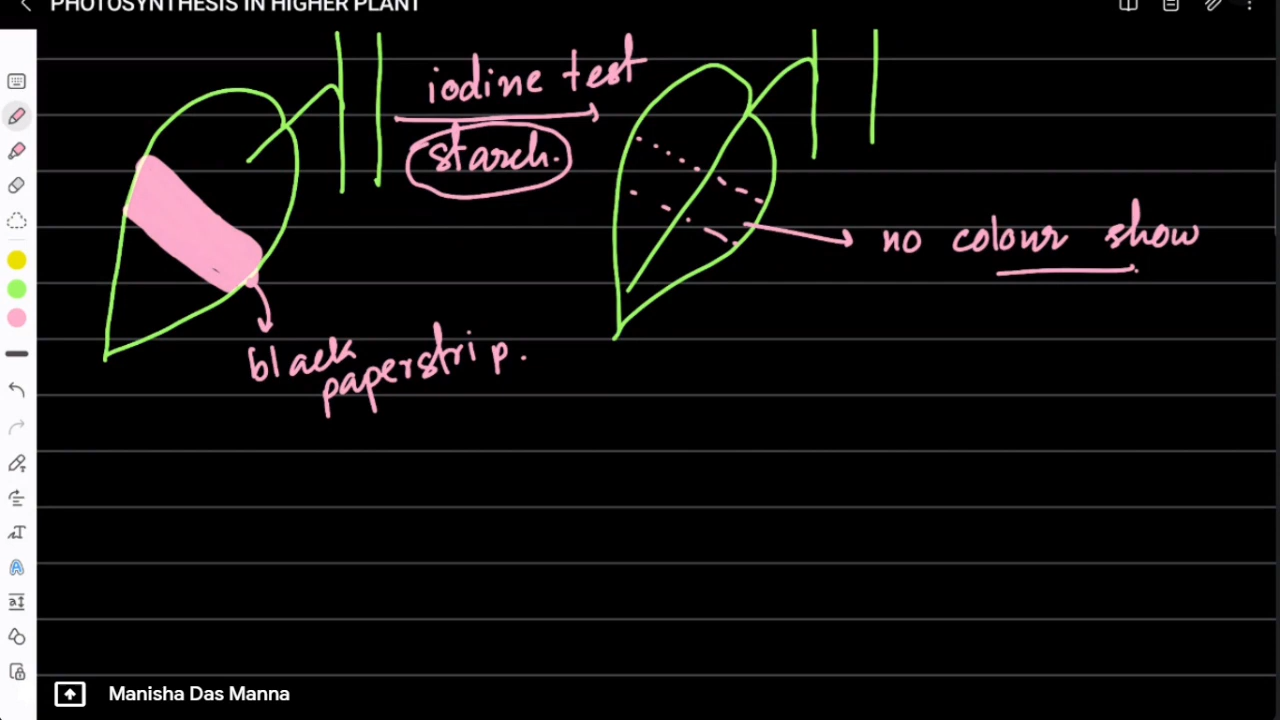 PHOTOSYNTHESIS IN HIGHER PLANT
iodine test
starch.
no colour show
black
paperstrip.
Manisha Das Manna